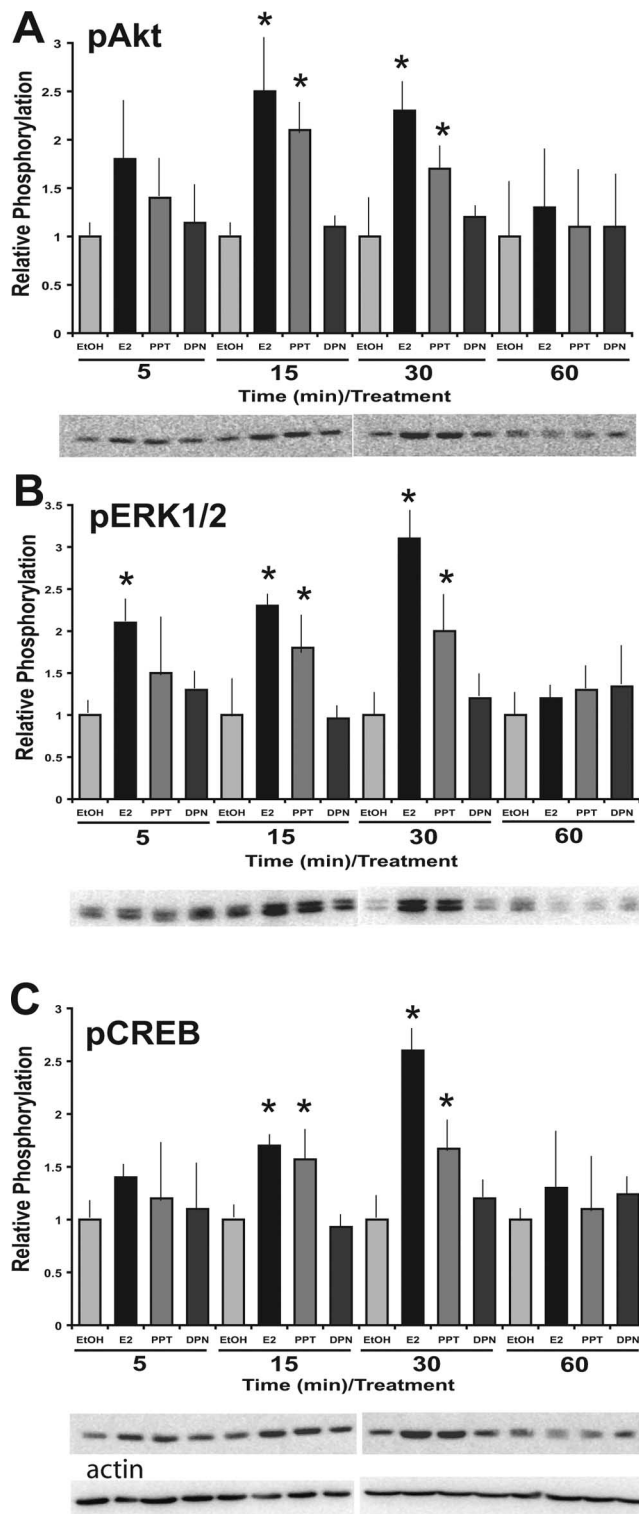 A
pAkt
Relative Phosphorylation
3
2.5
2
1.5
1
0.5
0
* * * *
EtOH E2 PPT DPN EtOH E2 PPT DPN EtOH E2 PPT DPN EtOH E2 PPT DPN
5 15 30 60
Time (min)/Treatment
B
pERK1/2
Relative Phosphorylation
3.5
3
2.5
2
1.5
1
0.5
0
* * * * *
EtOH E2 PPT DPN EtOH E2 PPT DPN EtOH E2 PPT DPN EtOH E2 PPT DPN
5 15 30 60
Time (min)/Treatment
C
pCREB
Relative Phosphorylation
3
2.5
2
1.5
1
0.5
0
* * * *
EtOH E2 PPT DPN EtOH E2 PPT DPN EtOH E2 PPT DPN EtOH E2 PPT DPN
5 15 30 60
Time (min)/Treatment
actin